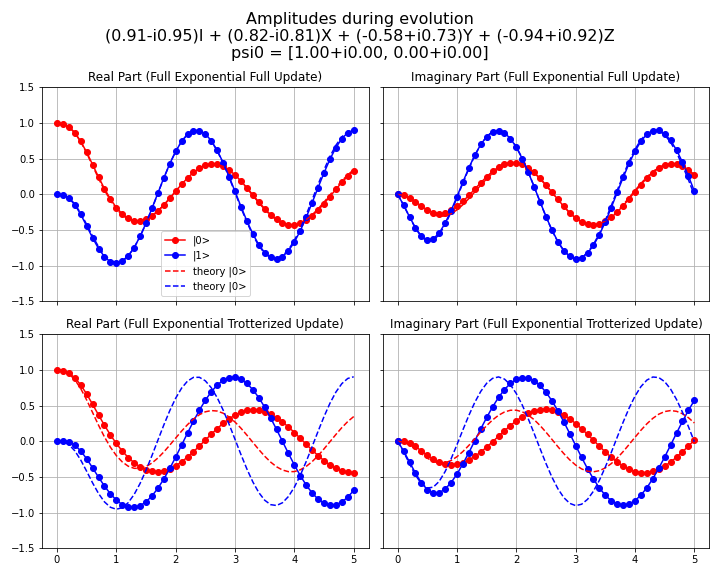 Amplitudes during evolution
(0.91-i0.95)I + (0.82-i0.81)X + (-0.58+i0.73)Y + (-0.94+i0.92)Z
psi0 = [1.00+i0.00, 0.00+i0.00]
Real Part (Full Exponential Full Update)
Imaginary Part (Full Exponential Full Update)
1.5
1.0
0.5
0.0
-0.5
-1.0
-1.5
|0>
|1>
theory |0>
theory |0>
Real Part (Full Exponential Trotterized Update)
Imaginary Part (Full Exponential Trotterized Update)
1.5
1.0
0.5
0.0
-0.5
-1.0
-1.5
0 1 2 3 4 5
0 1 2 3 4 5